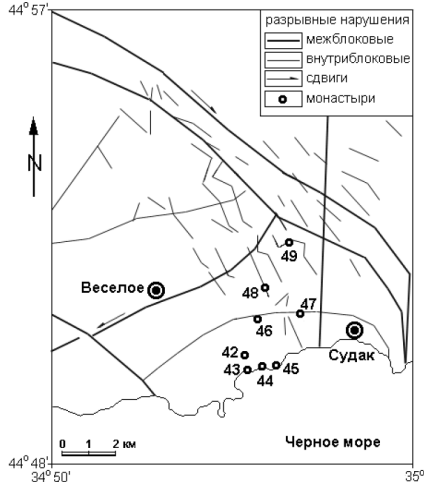 44° 57'
разрывные нарушения
межблоковые
внутриблоковые
сдвиги
монастыри
N
49
Веселое
48
47
46
Судак
42
43
44
45
0 1 2 км
Черное море
44° 48'
34° 50'
35°